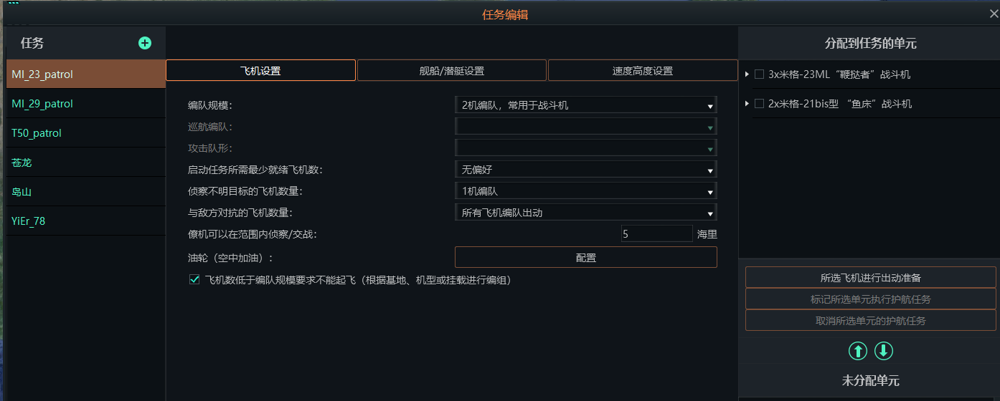 任务编辑
任务
MI_23_patrol
MI_29_patrol
T50_patrol
苍龙
岛山
YiEr_78
飞机设置
舰船/潜艇设置
速度高度设置
编队规模：
2机编队，常用于战斗机
巡航编队：
攻击队形：
启动任务所需最少就绪飞机数：
无偏好
侦察不明目标的飞机数量：
1机编队
与敌方对抗的飞机数量：
所有飞机编队出动
僚机可以在范围内侦察/交战：
5
海里
油轮（空中加油）：
配置
飞机数低于编队规模要求不能起飞（根据基地、机型或挂载进行编组）
分配到任务的单元
3x米格-23ML“鞭挞者”战斗机
2x米格-21bis型 “鱼床”战斗机
所选飞机进行出动准备
标记所选单元执行护航任务
取消所选单元的护航任务
未分配单元